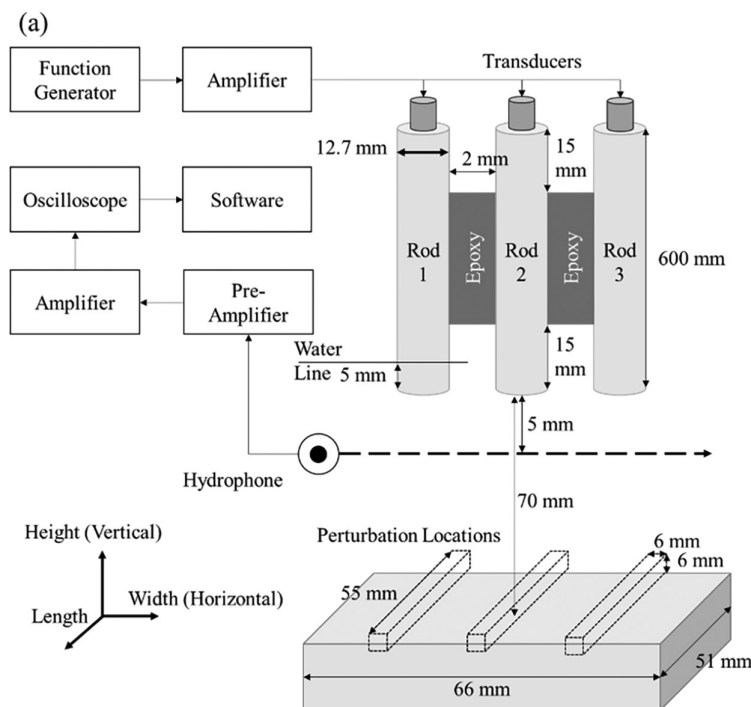 (a)
Function
Generator
Amplifier
Transducers
12.7 mm
2 mm
15
mm
Oscilloscope
Software
Rod
1
Epoxy
Rod
2
Epoxy
Rod
3
600 mm
Amplifier
Pre-
Amplifier
Water
Line
5 mm
15
mm
5 mm
Hydrophone
70 mm
Height (Vertical)
Width (Horizontal)
Length
Perturbation Locations
6 mm
6 mm
55 mm
51 mm
66 mm